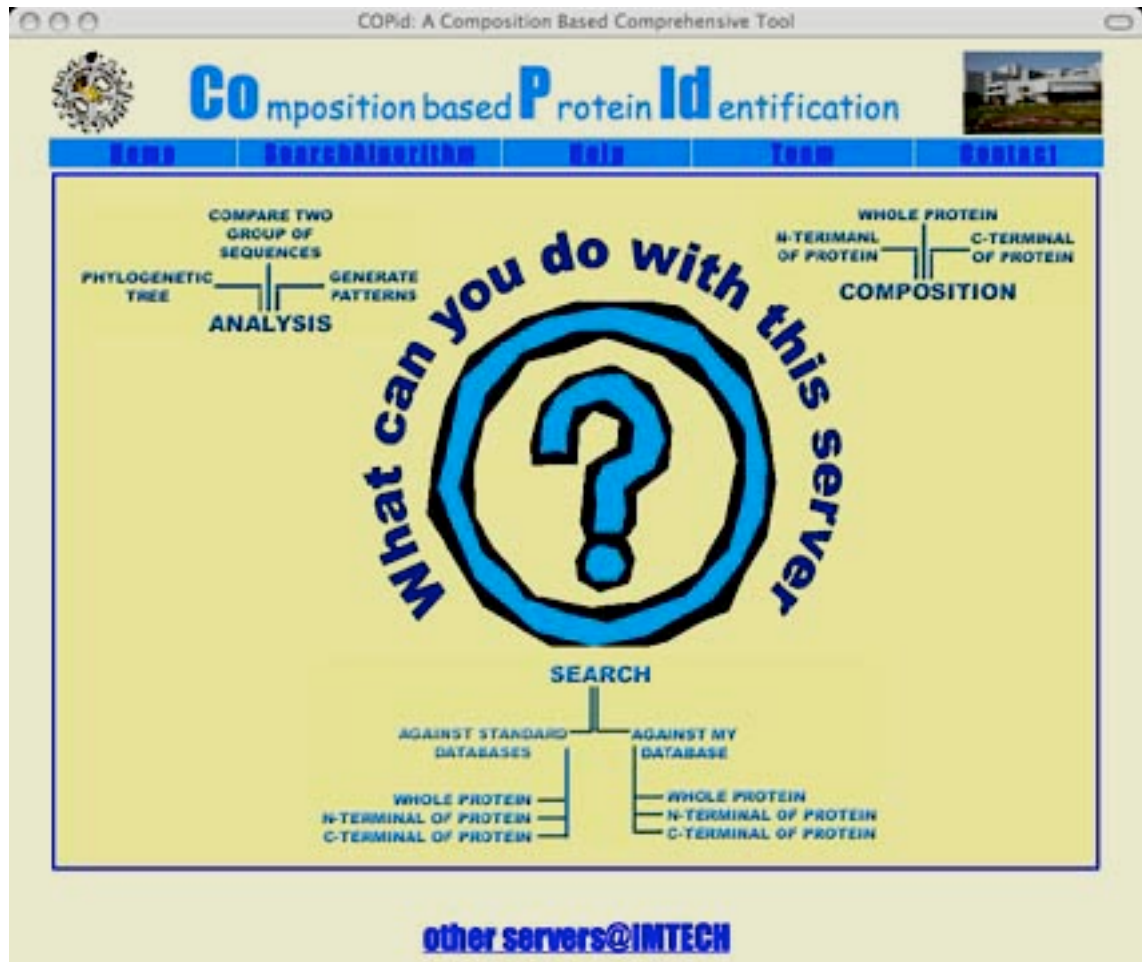 COPid: A Composition Based Comprehensive Tool
Composition based Protein Identification
Home SearchAlgorithm Help Team Contact
COMPARE TWO
GROUP OF
SEQUENCES
PHYLOGENETIC
TREE
GENERATE
PATTERNS
ANALYSIS
WHOLE PROTEIN
N-TERIMANL
OF PROTEIN
C-TERMINAL
OF PROTEIN
COMPOSITION
What can you do with this server
?
SEARCH
AGAINST STANDARD
DATABASES
AGAINST MY
DATABASE
WHOLE PROTEIN
N-TERMINAL OF PROTEIN
C-TERMINAL OF PROTEIN
WHOLE PROTEIN
N-TERMINAL OF PROTEIN
C-TERMINAL OF PROTEIN
other servers@IMTECH